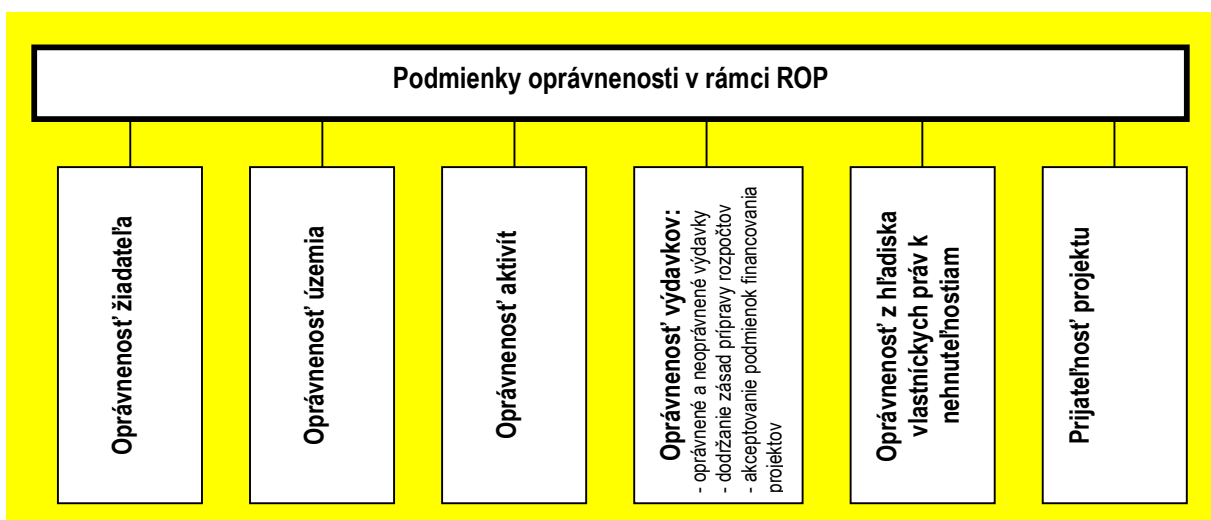 Podmienky oprávnenosti v rámci ROP
Oprávnenosť žiadateľa
Oprávnenosť územia
Oprávnenosť aktivít
Oprávnenosť výdavkov:
- oprávnené a neoprávnené výdavky
- dodržanie zásad prípravy rozpočtov
- akceptovanie podmienok financovania
projektov
Oprávnenosť z hľadiska
vlastníckych práv k
nehnuteľnostiam
Prijateľnosť projektu